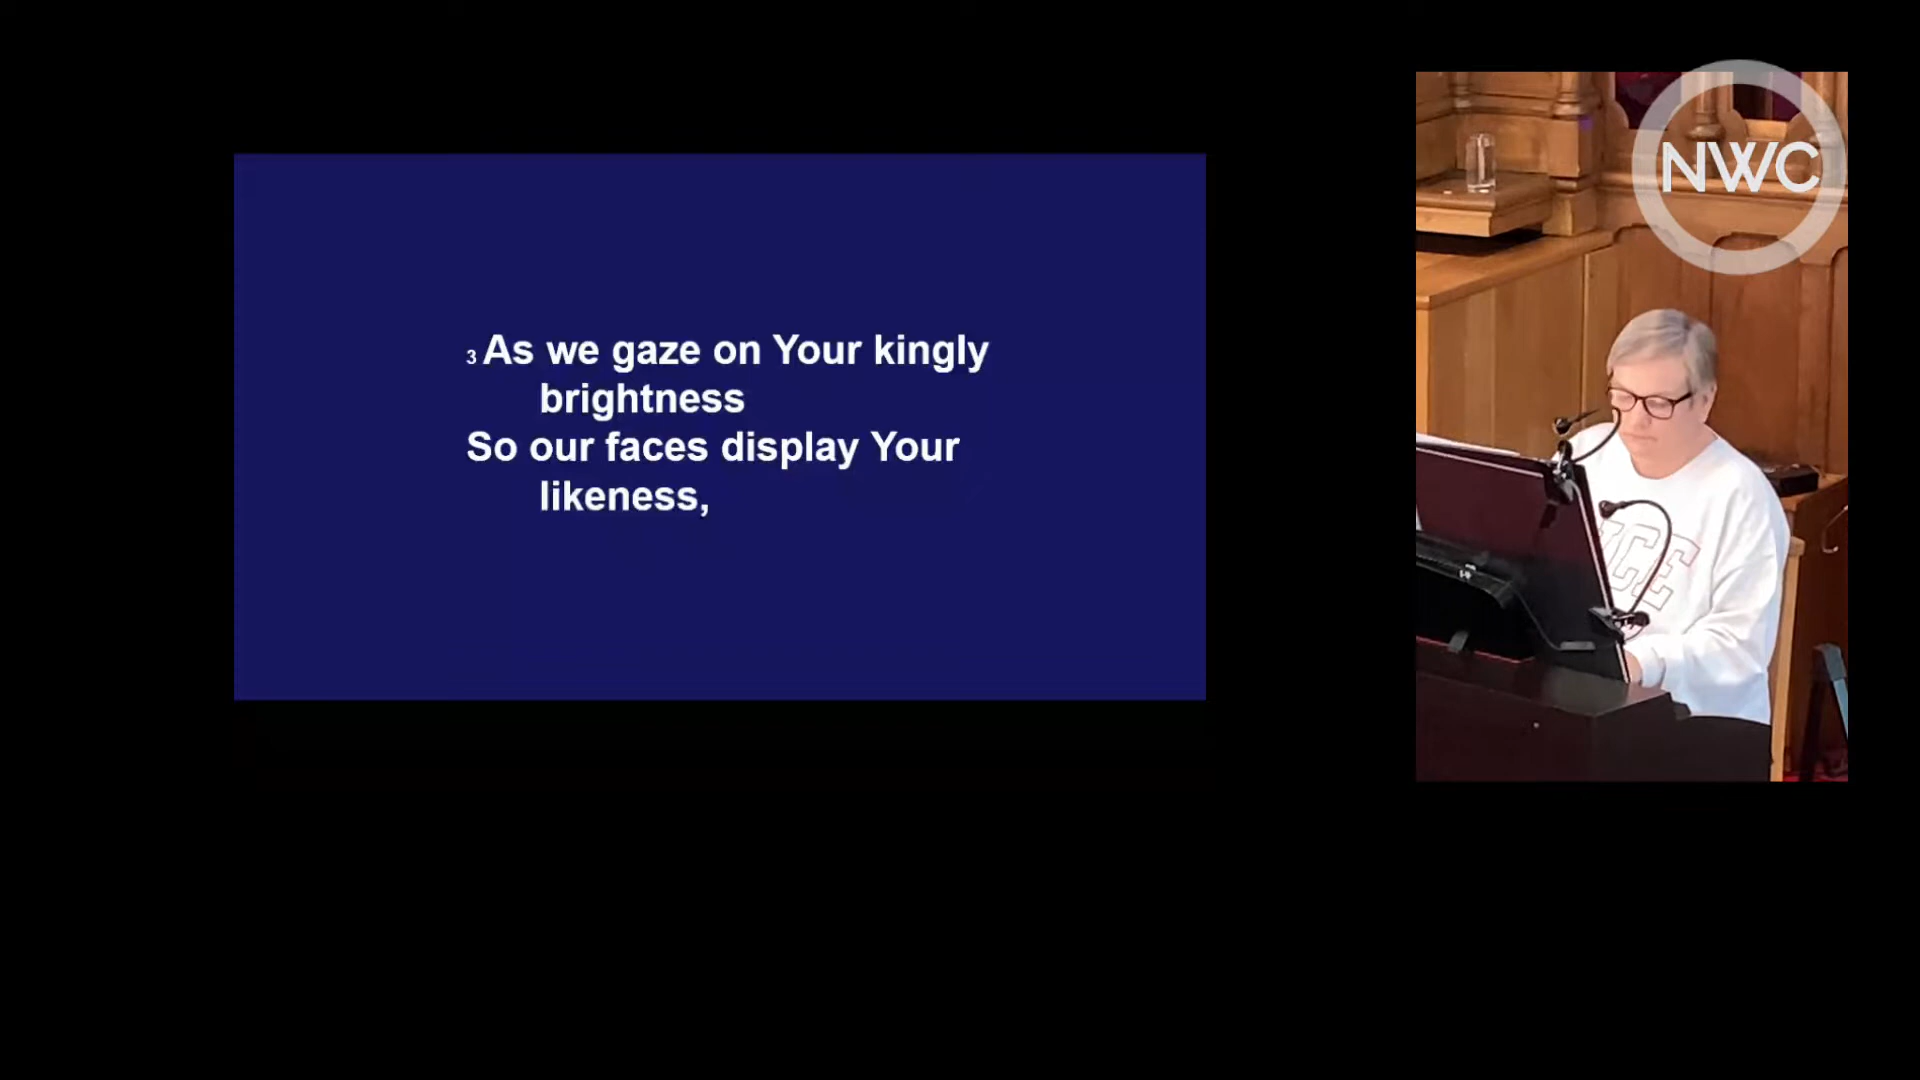 3 As we gaze on Your kingly
brightness
So our faces display Your
likeness,
NWC